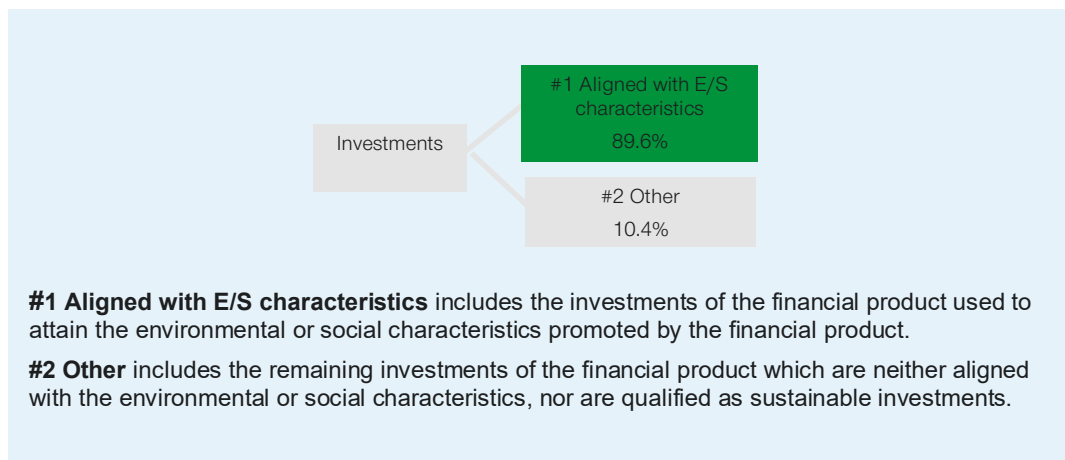 #1 Aligned with E/S
characteristics
89.6%
Investments
#2 Other
10.4%
#1 Aligned with E/S characteristics includes the investments of the financial product used to
attain the environmental or social characteristics promoted by the financial product.
#2 Other includes the remaining investments of the financial product which are neither aligned
with the environmental or social characteristics, nor are qualified as sustainable investments.